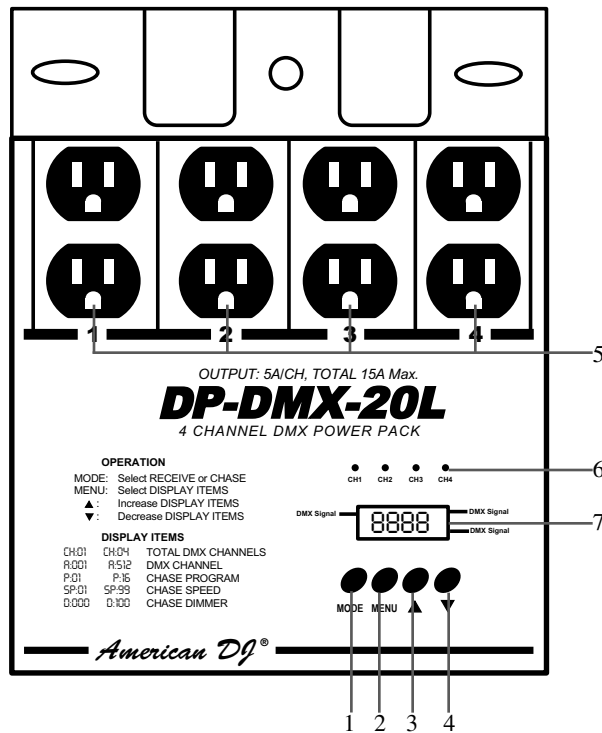 1 2 3 4
5
OUTPUT: 5A/CH, TOTAL 15A Max.
DP-DMX-20L
4 CHANNEL DMX POWER PACK
OPERATION
MODE: Select RECEIVE or CHASE
MENU: Select DISPLAY ITEMS
▲ : Increase DISPLAY ITEMS
▼ : Decrease DISPLAY ITEMS
DISPLAY ITEMS
CH:01 CH:04 TOTAL DMX CHANNELS
A:001 A:512 DMX CHANNEL
P:01 P:16 CHASE PROGRAM
SP:01 SP:99 CHASE SPEED
D:000 D:100 CHASE DIMMER
CH1 CH2 CH3 CH4
6
DMX Signal
8888
DMX Signal
7
DMX Signal
MODE MENU ▲ ▼
American DJ®
1 2 3 4